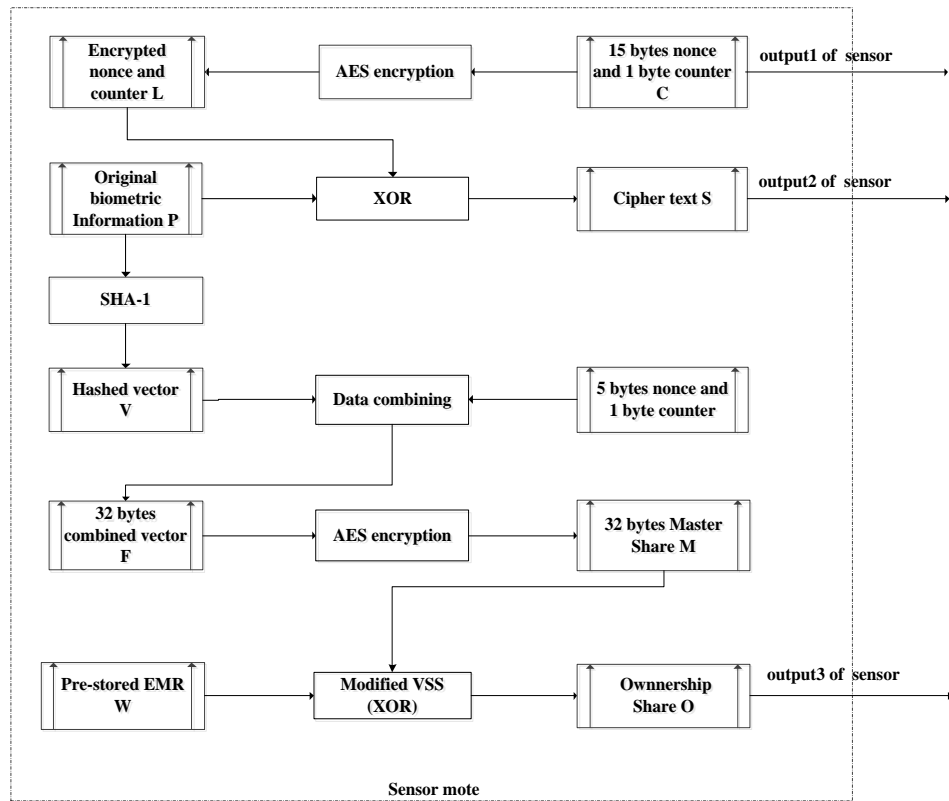 Encrypted
nonce and
counter L
AES encryption
15 bytes nonce
and 1 byte counter
C
output1 of sensor
Original
biometric
Information P
XOR
Cipher text S
output2 of sensor
SHA-1
Hashed vector
V
Data combining
5 bytes nonce and
1 byte counter
32 bytes
combined vector
F
AES encryption
32 bytes Master
Share M
Pre-stored EMR
W
Modified VSS
(XOR)
Ownnership
Share O
output3 of sensor
Sensor mote